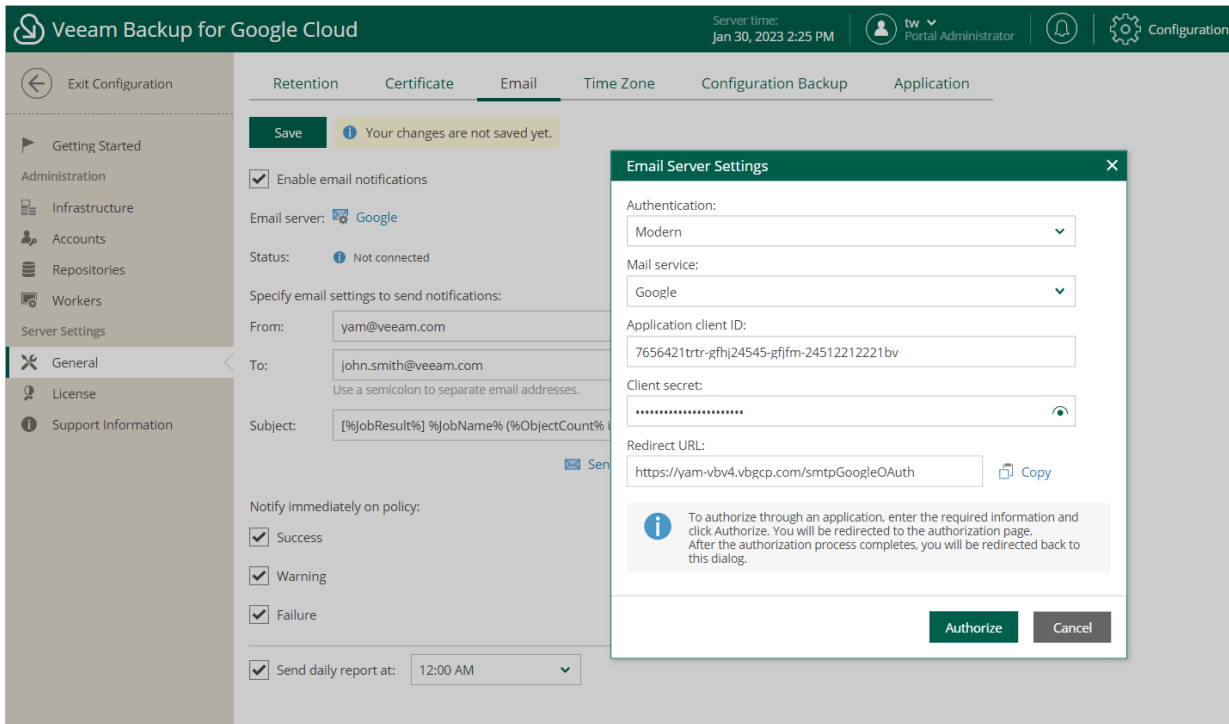 Veeam Backup for Google Cloud
Server time:
Jan 30, 2023 2:25 PM
tw
Portal Administrator
Configuration
Exit Configuration
Getting Started
Administration
Infrastructure
Accounts
Repositories
Workers
Server Settings
General
License
Support Information
Retention Certificate Email Time Zone Configuration Backup Application
Save
Your changes are not saved yet.
Enable email notifications
Email server: Google
Status: Not connected
Specify email settings to send notifications:
From: yam@veeam.com
To: john.smith@veeam.com
Use a semicolon to separate email addresses.
Subject: [%JobResult%] %JobName% (%ObjectCount% i
Sen
Notify immediately on policy:
Success
Warning
Failure
Send daily report at: 12:00 AM
Email Server Settings
Authentication:
Modern
Mail service:
Google
Application client ID:
7656421trtr-gfhj24545-gfjfm-24512212221bv
Client secret:
Redirect URL:
https://yam-vbv4.vbgcp.com/smtpGoogleOAuth
Copy
To authorize through an application, enter the required information and
click Authorize. You will be redirected to the authorization page.
After the authorization process completes, you will be redirected back to
this dialog.
Authorize
Cancel